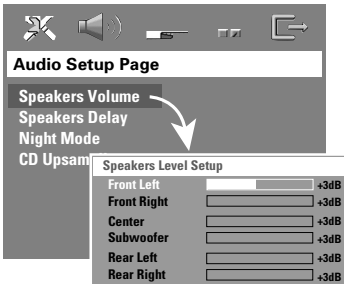 Audio Setup Page
Speakers Volume
Speakers Delay
Night Mode
CD Upsam
Speakers Level Setup
Front Left +3dB
Front Right +3dB
Center +3dB
Subwoofer +3dB
Rear Left +3dB
Rear Right +3dB